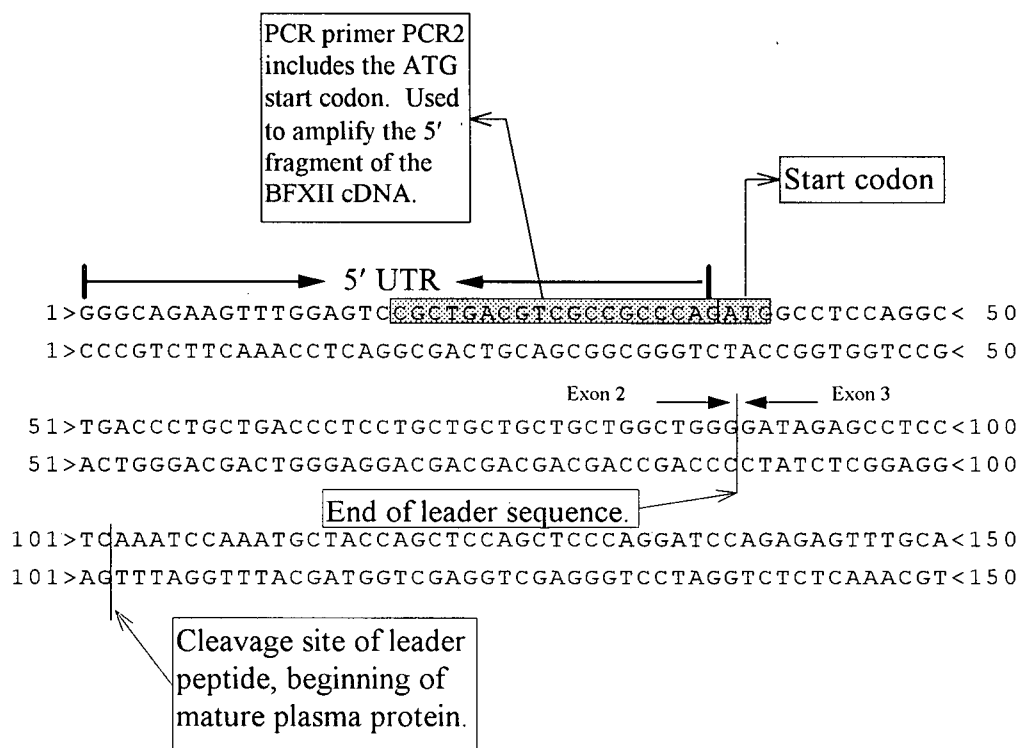 PCR primer PCR2
includes the ATG
start codon. Used
to amplify the 5′
fragment of the
BFXII cDNA.
Start codon
5′ UTR
1>GGGCAGAAGTTTGGAGTCCGCTGACGTCGCCGCCCAGATGGCCTCCAGGC< 50
1>CCCGTCTTCAAACCTCAGGCGACTGCAGCGGCGGGTCTACCGGTGGTCCG< 50
Exon 2 Exon 3
51>TGACCCTGCTGACCCTCCTGCTGCTGCTGCTGGCTGGGGATAGAGCCTCC<100
51>ACTGGGACGACTGGGAGGACGACGACGACGACCGACCCCTATCTCGGAGG<100
End of leader sequence.
101>TCAAATCCAAATGCTACCAGCTCCAGCTCCCAGGATCCAGAGAGTTTGCA<150
101>AGTTTAGGTTTACGATGGTCGAGGTCGAGGGTCCTAGGTCTCTCAAACGT<150
Cleavage site of leader
peptide, beginning of
mature plasma protein.